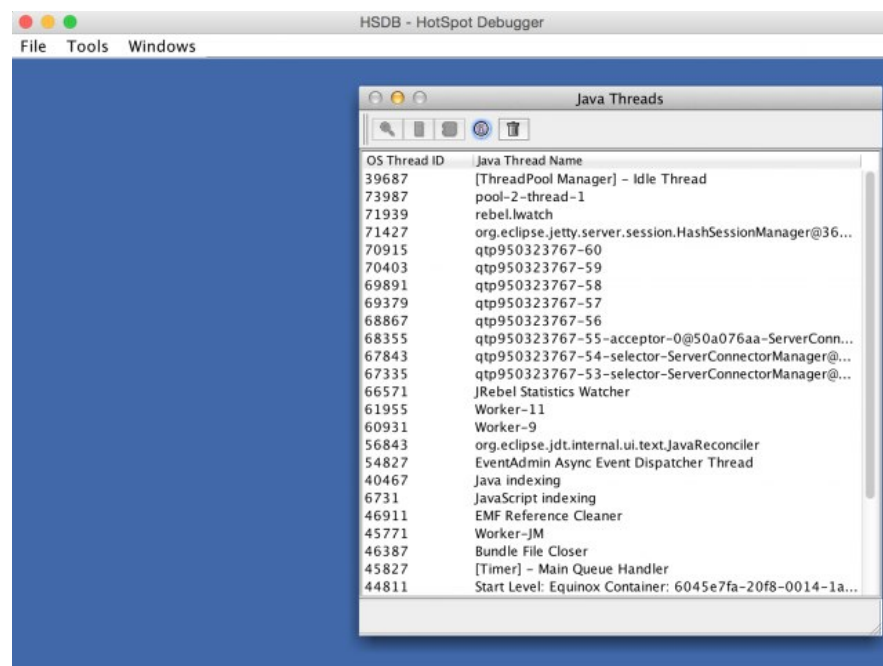 HSDB - HotSpot Debugger
File Tools Windows
Java Threads
OS Thread ID Java Thread Name
39687 [ThreadPool Manager] - Idle Thread
73987 pool-2-thread-1
71939 rebel.lwatch
71427 org.eclipse.jetty.server.session.HashSessionManager@36...
70915 qtp950323767-60
70403 qtp950323767-59
69891 qtp950323767-58
69379 qtp950323767-57
68867 qtp950323767-56
68355 qtp950323767-55-acceptor-0@50a076aa-ServerConn...
67843 qtp950323767-54-selector-ServerConnectorManager@...
67335 qtp950323767-53-selector-ServerConnectorManager@...
66571 JRebel Statistics Watcher
61955 Worker-11
60931 Worker-9
56843 org.eclipse.jdt.internal.ui.text.JavaReconciler
54827 EventAdmin Async Event Dispatcher Thread
40467 Java indexing
6731 JavaScript indexing
46911 EMF Reference Cleaner
45771 Worker-JM
46387 Bundle File Closer
45827 [Timer] - Main Queue Handler
44811 Start Level: Equinox Container: 6045e7fa-20f8-0014-1a...